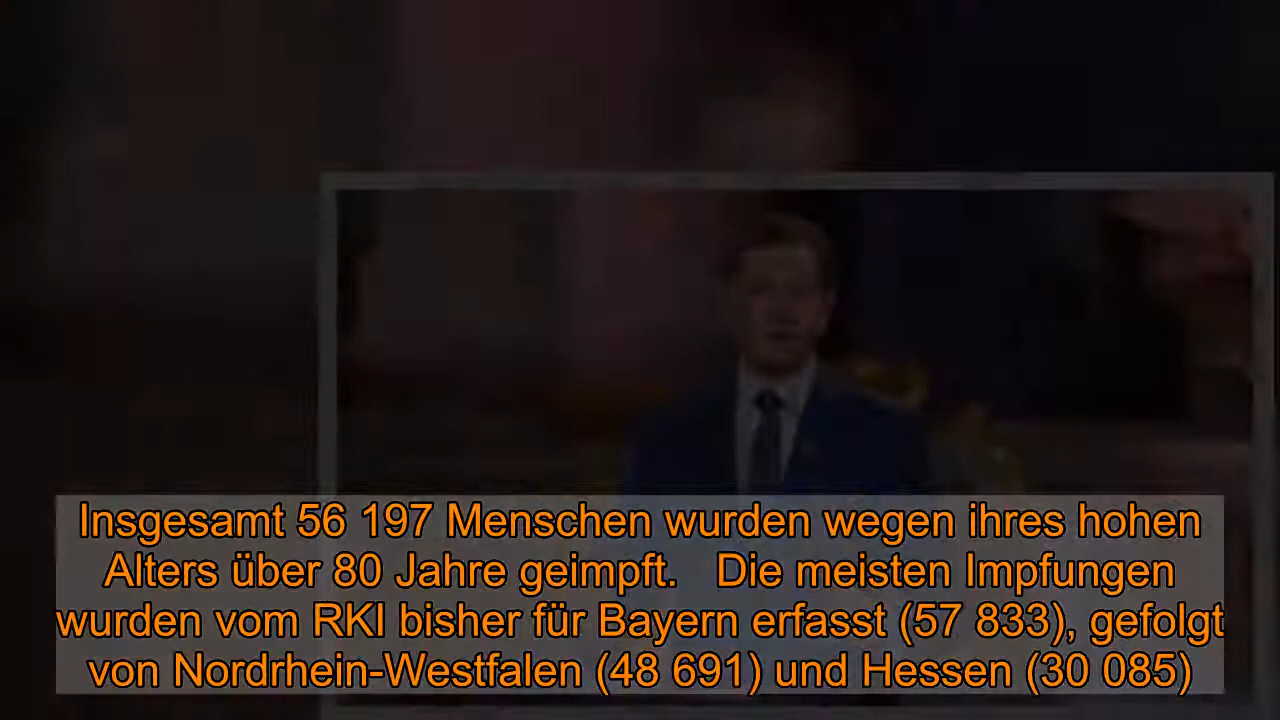 Insgesamt 56 197 Menschen wurden wegen ihres hohen
Alters über 80 Jahre geimpft.   Die meisten Impfungen
wurden vom RKI bisher für Bayern erfasst (57 833), gefolgt
von Nordrhein-Westfalen (48 691) und Hessen (30 085)